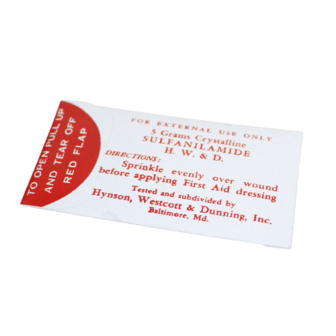 TO OPEN PULL UP
AND TEAR OFF
RED FLAP
FOR EXTERNAL USE ONLY
5 Grams Crystalline
SULFANILAMIDE
H. W. & D.
DIRECTIONS:
Sprinkle evenly over wound
before applying First Aid dressing
Tested and subdivided by
Hynson, Westcott & Dunning, Inc.
Baltimore, Md.